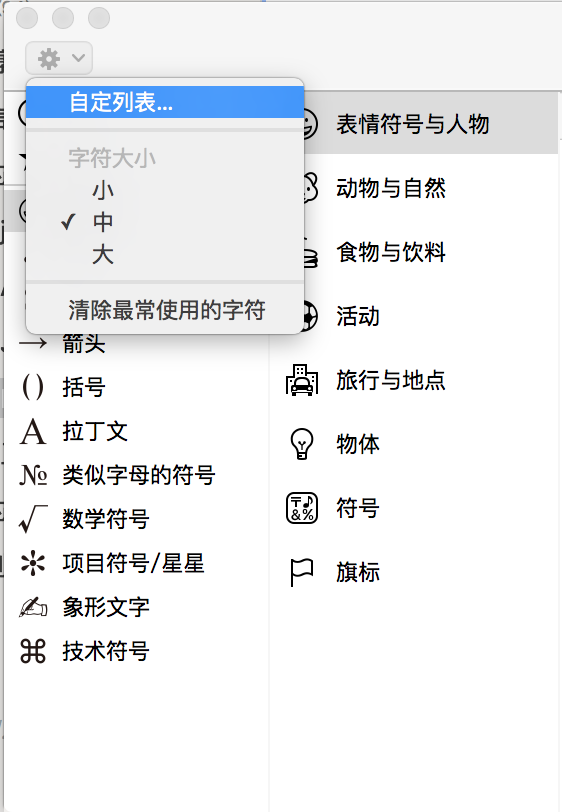 自定列表...
字符大小
小
✓ 中
大
清除最常使用的字符
→ 箭头
() 括号
A 拉丁文
№ 类似字母的符号
√ 数学符号
项目符号/星星
象形文字
⌘ 技术符号
表情符号与人物
动物与自然
食物与饮料
活动
旅行与地点
物体
符号
旗标